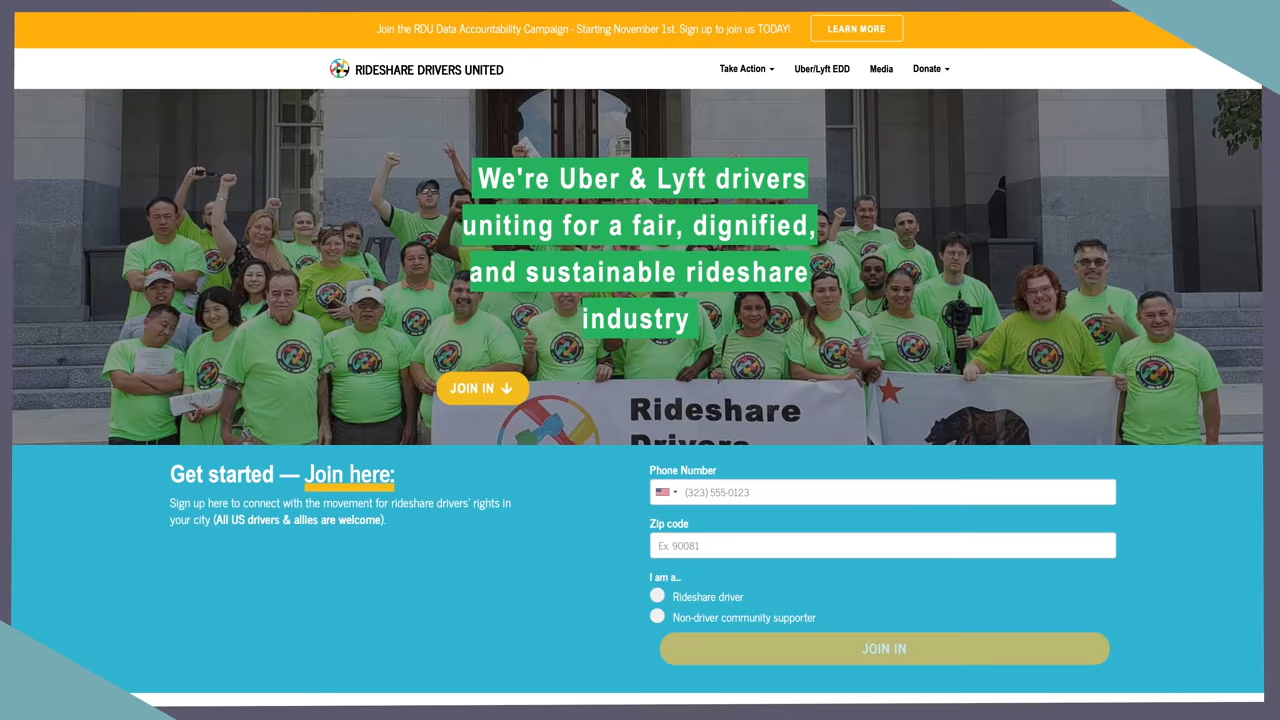 Join the RDU Data Accountability Campaign - Starting November 1st. Sign up to join us TODAY!
LEARN MORE
RIDESHARE DRIVERS UNITED
Take Action
Uber/Lyft EDD
Media
Donate
We're Uber & Lyft drivers
uniting for a fair, dignified,
and sustainable rideshare
industry
JOIN IN
Rideshare
Drivers
Get started — Join here:
Sign up here to connect with the movement for rideshare drivers' rights in
your city (All US drivers & allies are welcome).
Phone Number
(323) 555-0123
Zip code
Ex. 90081
I am a...
Rideshare driver
Non-driver community supporter
JOIN IN